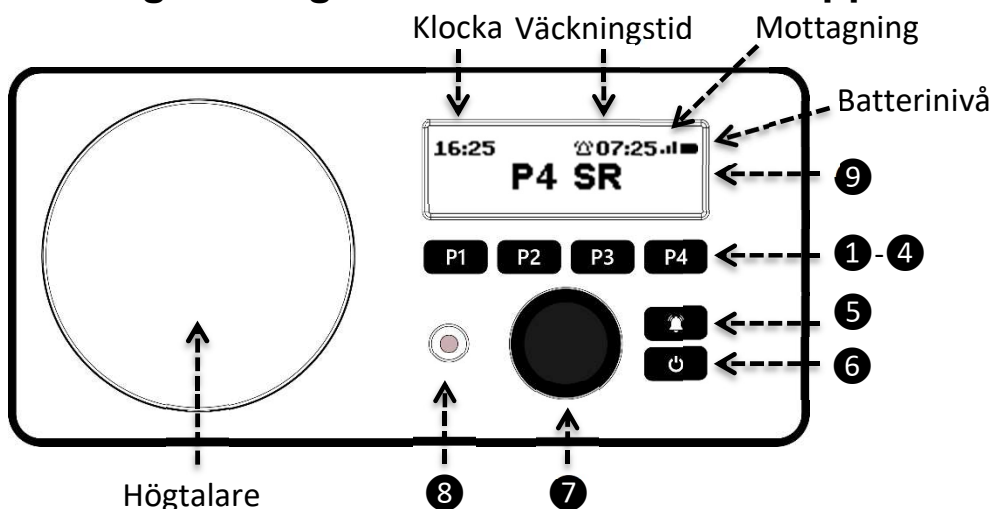 Klocka Väckningstid Mottagning
Batterinivå
16:25 07:25
P4 SR
9
P1 P2 P3 P4
1 - 4
5
6
Högtalare
8
7